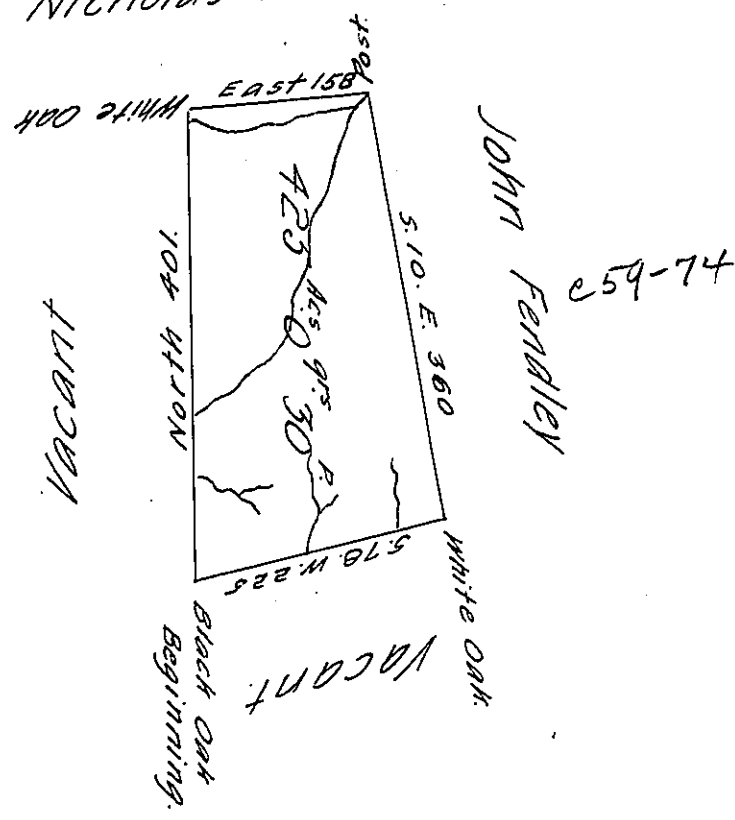 Nicholas
East 158
Post.
White Oak
John Fendley
c59-74
North 401.
Vacant
S. 10. E. 360
423 Acs. 0 qrs 30 P.
S. 78. W. 225
White Oak.
Vacant.
Black Oak
Beginning.